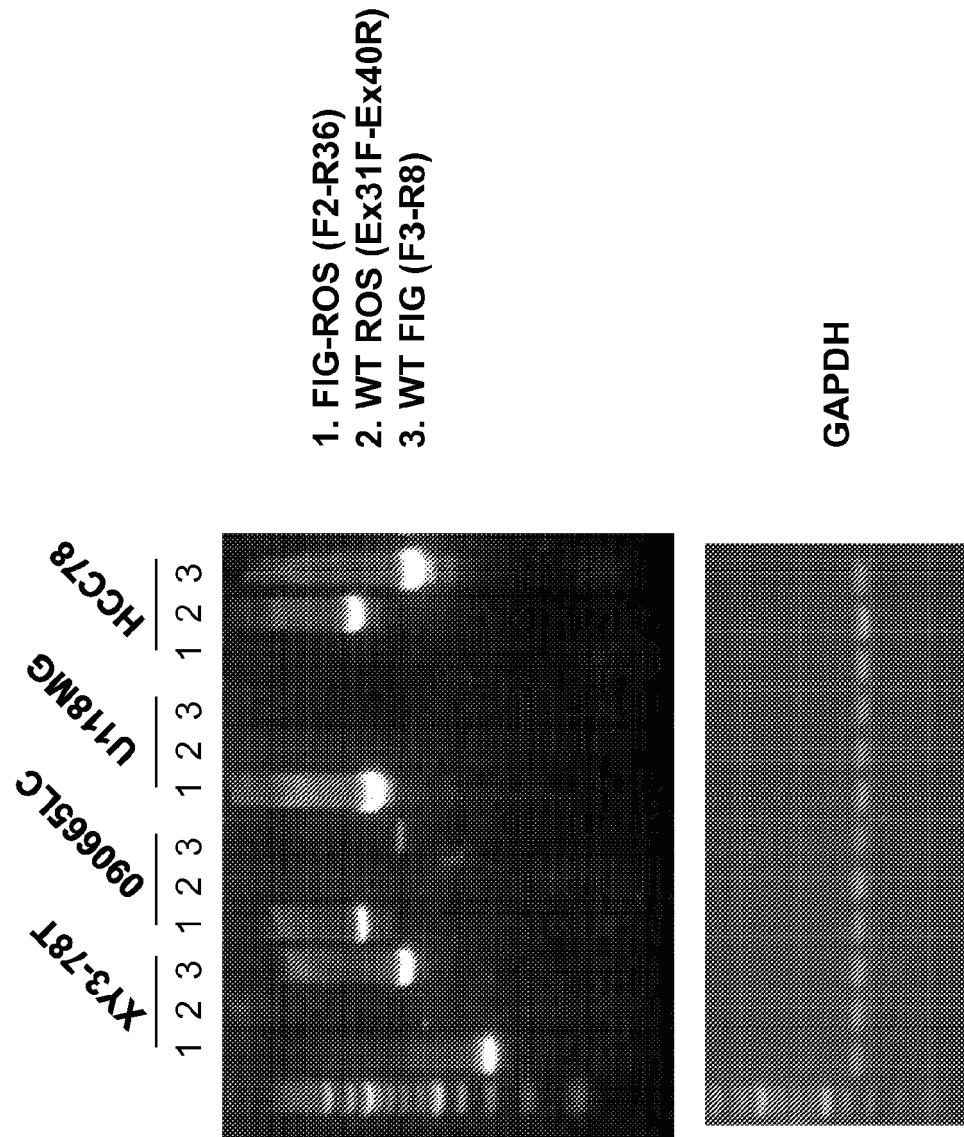 XY3-78T 090665LC U118MG HCC78
1 2 3 1 2 3 1 2 3 1 2 3
1. FIG-ROS (F2-R36)
2. WT ROS (Ex31F-Ex40R)
3. WT FIG (F3-R8)
GAPDH